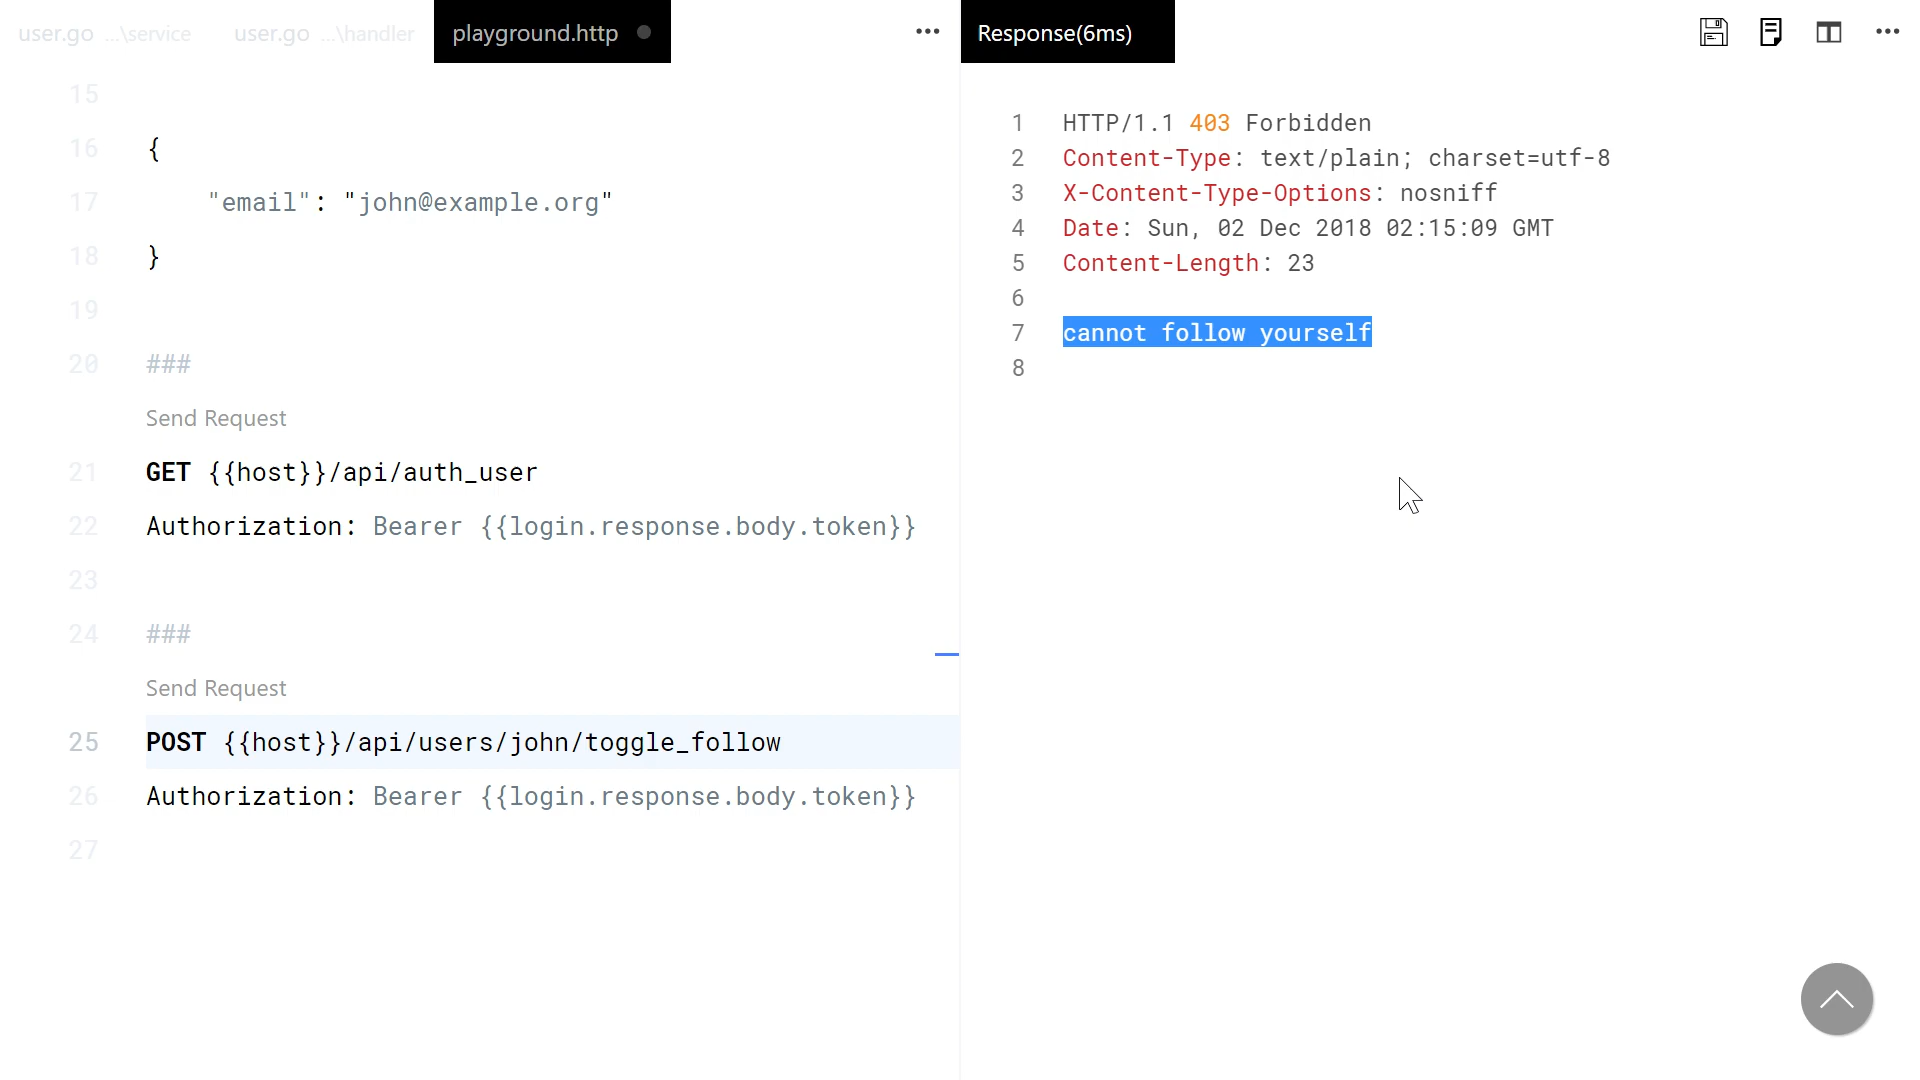 user.go ...\service user.go ...\handler playground.http
15
16 {
17 "email": "john@example.org"
18 }
19
20 ###
Send Request
21 GET {{host}}/api/auth_user
22 Authorization: Bearer {{login.response.body.token}}
23
24 ###
Send Request
25 POST {{host}}/api/users/john/toggle_follow
26 Authorization: Bearer {{login.response.body.token}}
27
Response(6ms)
1 HTTP/1.1 403 Forbidden
2 Content-Type: text/plain; charset=utf-8
3 X-Content-Type-Options: nosniff
4 Date: Sun, 02 Dec 2018 02:15:09 GMT
5 Content-Length: 23
6
7 cannot follow yourself
8